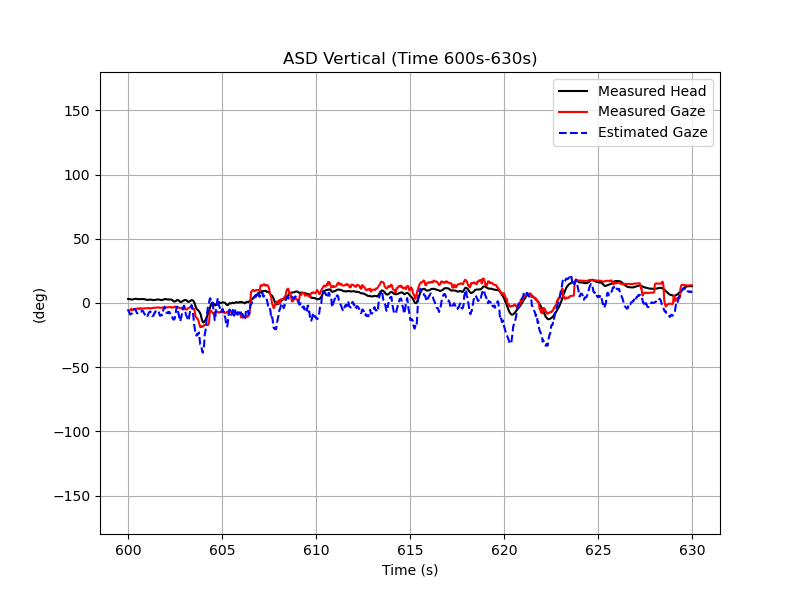 ASD Vertical (Time 600s-630s)
Measured Head
Measured Gaze
Estimated Gaze
150
100
50
0
−50
−100
−150
(deg)
600 605 610 615 620 625 630
Time (s)